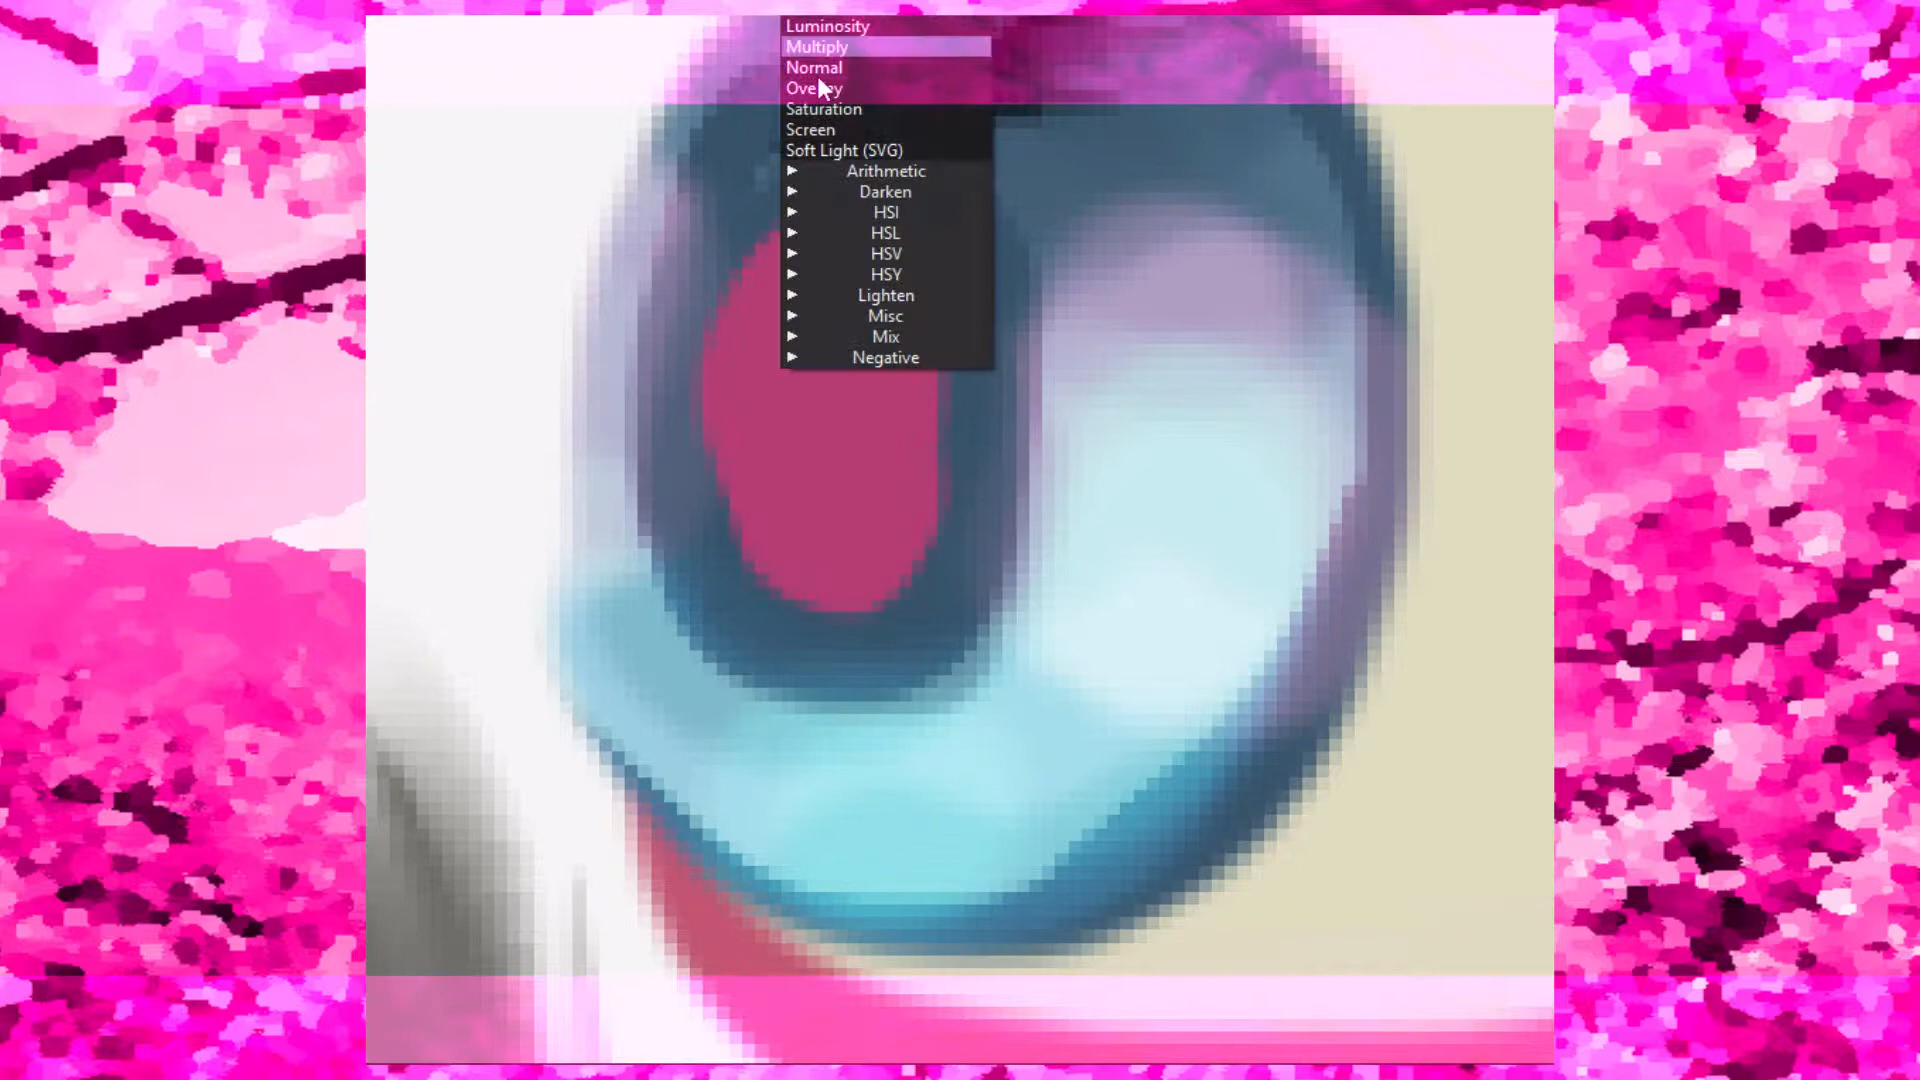 Luminosity
Multiply
Normal
Saturation
Screen
Soft Light (SVG)
Arithmetic
Darken
HSI
HSL
HSV
HSY
Lighten
Misc
Mix
Negative